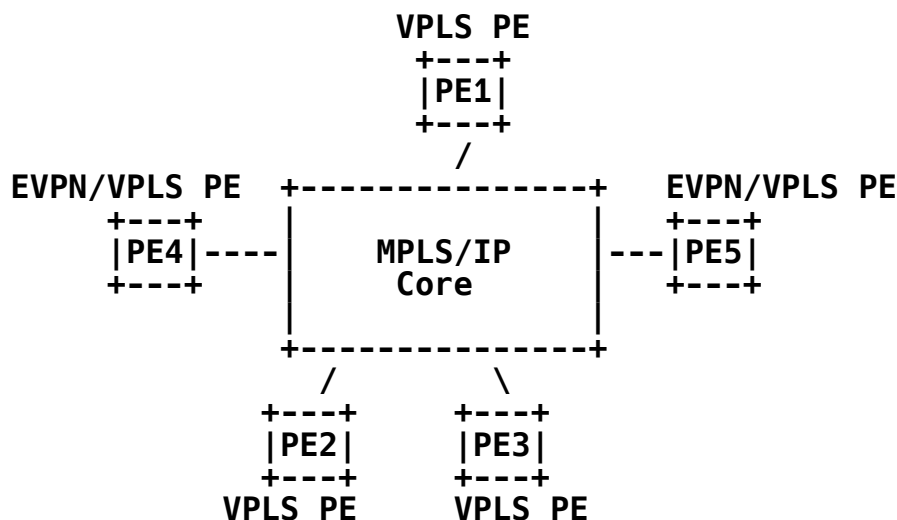 VPLS PE
+---+
|PE1|
+---+
/
EVPN/VPLS PE +---------------+ EVPN/VPLS PE
+---+ | | +---+
|PE4|----| MPLS/IP |---|PE5|
+---+ | Core | +---+
| |
+---------------+
/ \
+---+ +---+
|PE2| |PE3|
+---+ +---+
VPLS PE VPLS PE